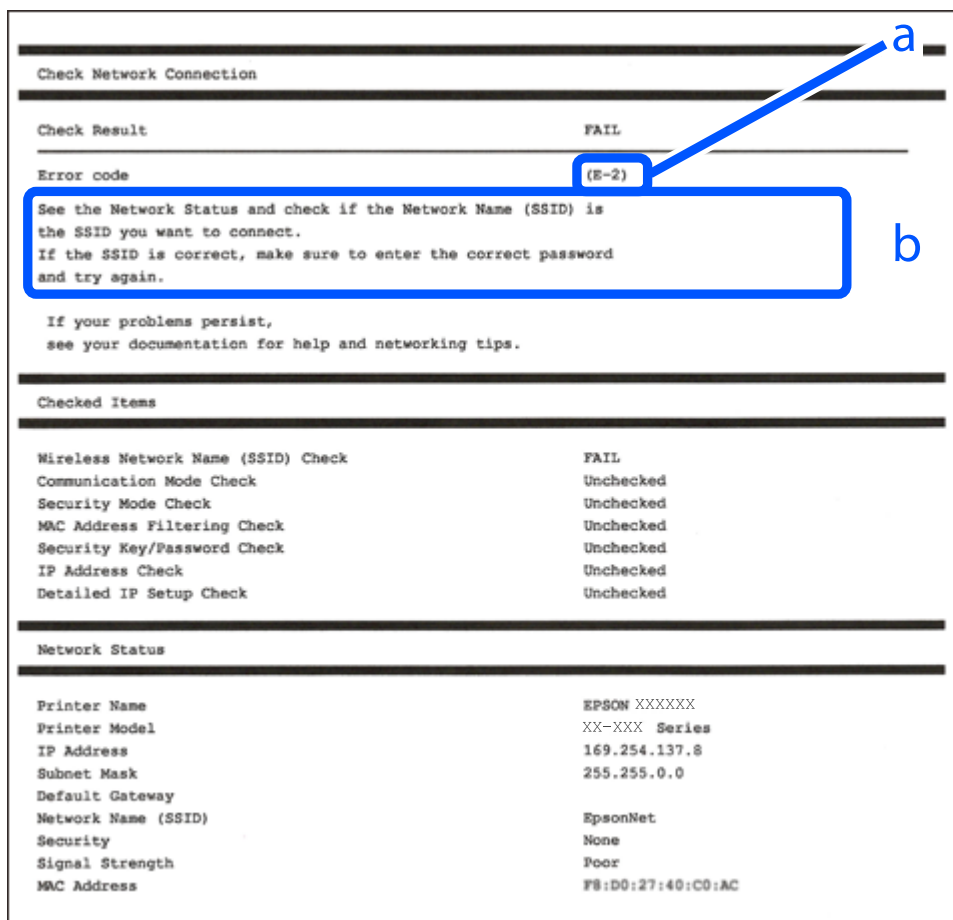 a
Check Network Connection
Check Result FAIL
Error code (E-2)
See the Network Status and check if the Network Name (SSID) is
the SSID you want to connect.
If the SSID is correct, make sure to enter the correct password
and try again.
b
If your problems persist,
see your documentation for help and networking tips.
Checked Items
Wireless Network Name (SSID) Check FAIL
Communication Mode Check Unchecked
Security Mode Check Unchecked
MAC Address Filtering Check Unchecked
Security Key/Password Check Unchecked
IP Address Check Unchecked
Detailed IP Setup Check Unchecked
Network Status
Printer Name EPSON XXXXXX
Printer Model XX-XXX Series
IP Address 169.254.137.8
Subnet Mask 255.255.0.0
Default Gateway
Network Name (SSID) EpsonNet
Security None
Signal Strength Poor
MAC Address F8:D0:27:40:C0:AC